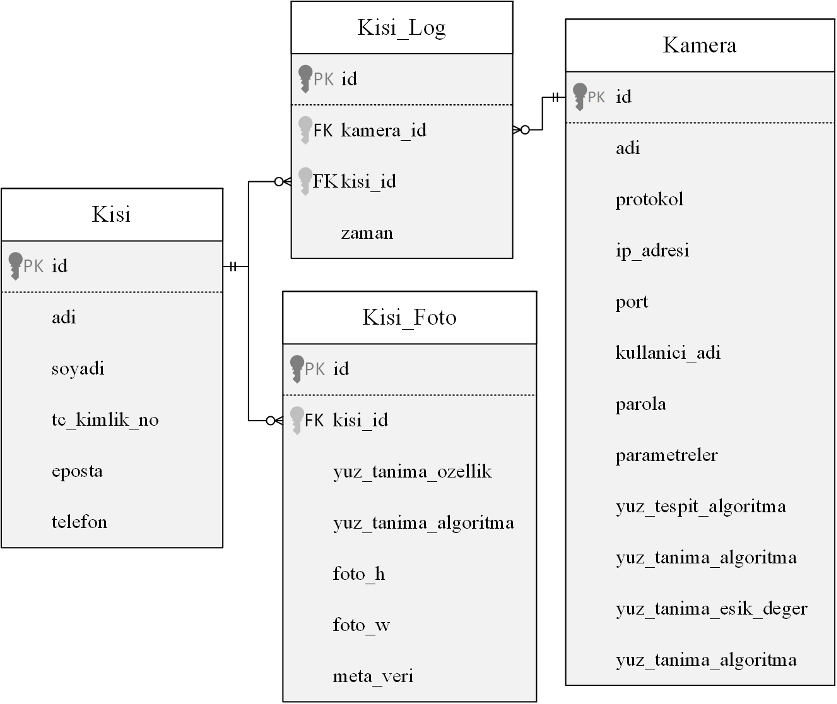 Kisi_Log
PK id
FK kamera_id
FK kisi_id
zaman
Kamera
PK id
adi
protokol
ip_adresi
port
kullanici_adi
parola
parametreler
yuz_tespit_algoritma
yuz_tanima_algoritma
yuz_tanima_esik_deger
yuz_tanima_algoritma
Kisi
PK id
adi
soyadi
tc_kimlik_no
eposta
telefon
Kisi_Foto
PK id
FK kisi_id
yuz_tanima_ozellik
yuz_tanima_algoritma
foto_h
foto_w
meta_veri